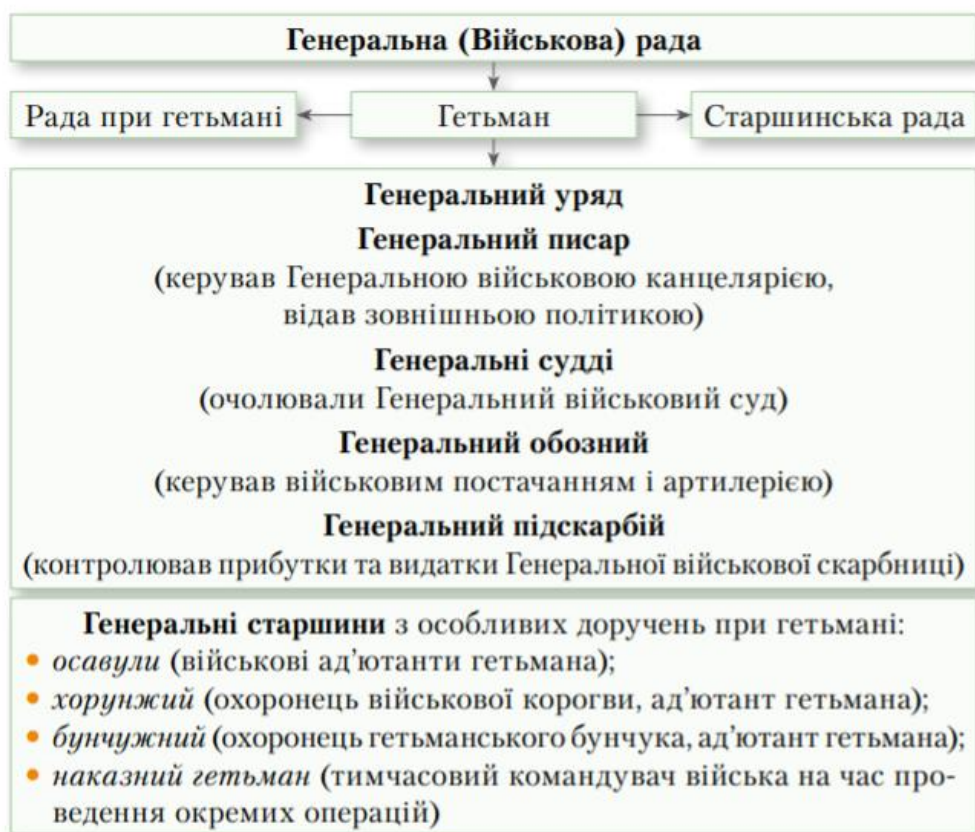 Генеральна (Військова) рада
Рада при гетьмані
Гетьман
Старшинська рада
Генеральний уряд
Генеральний писар
(керував Генеральною військовою канцелярією,
відав зовнішньою політикою)
Генеральні судді
(очолювали Генеральний військовий суд)
Генеральний обозний
(керував військовим постачанням і артилерією)
Генеральний підскарбій
(контролював прибутки та видатки Генеральної військової скарбниці)
Генеральні старшини з особливих доручень при гетьмані:
• осавули (військові ад’ютанти гетьмана);
• хорунжий (охоронець військової корогви, ад’ютант гетьмана);
• бунчужний (охоронець гетьманського бунчука, ад’ютант гетьмана);
• наказний гетьман (тимчасовий командувач війська на час про-
ведення окремих операцій)